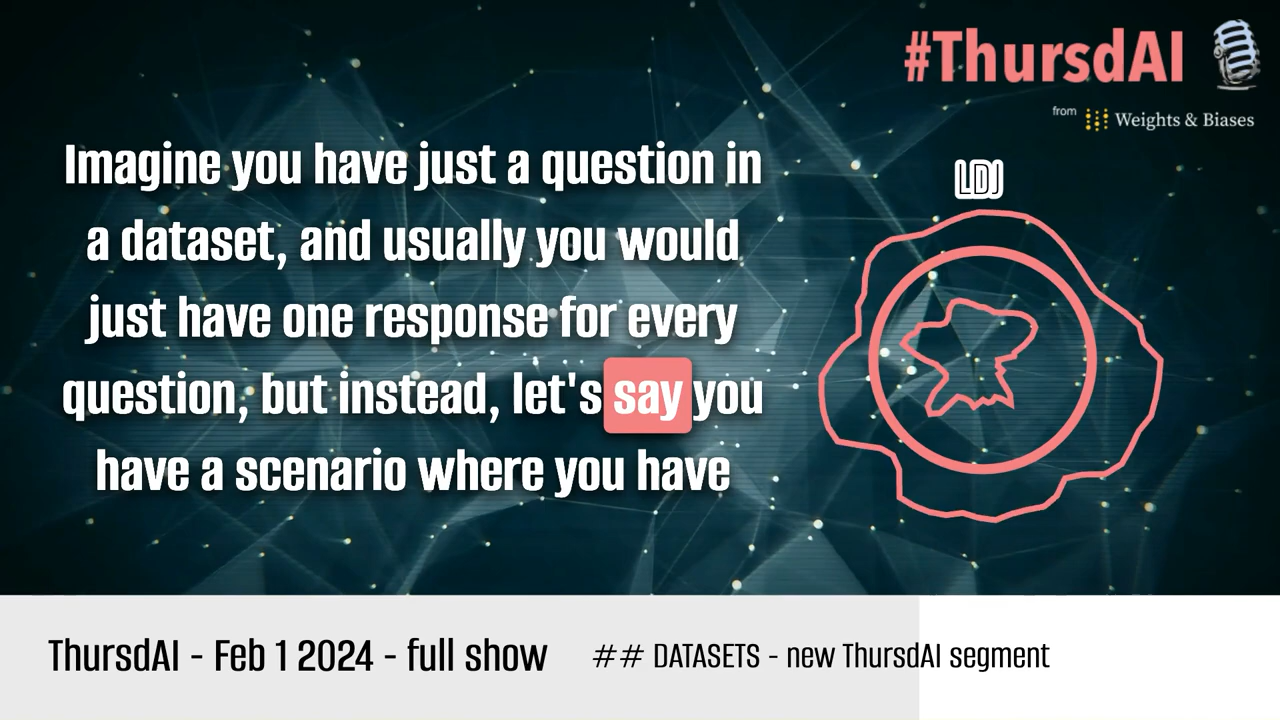 #ThursdAI
from Weights & Biases
LDJ
Imagine you have just a question in
a dataset, and usually you would
just have one response for every
question, but instead, let's say you
have a scenario where you have
ThursdAI - Feb 1 2024 - full show
## DATASETS - new ThursdAI segment